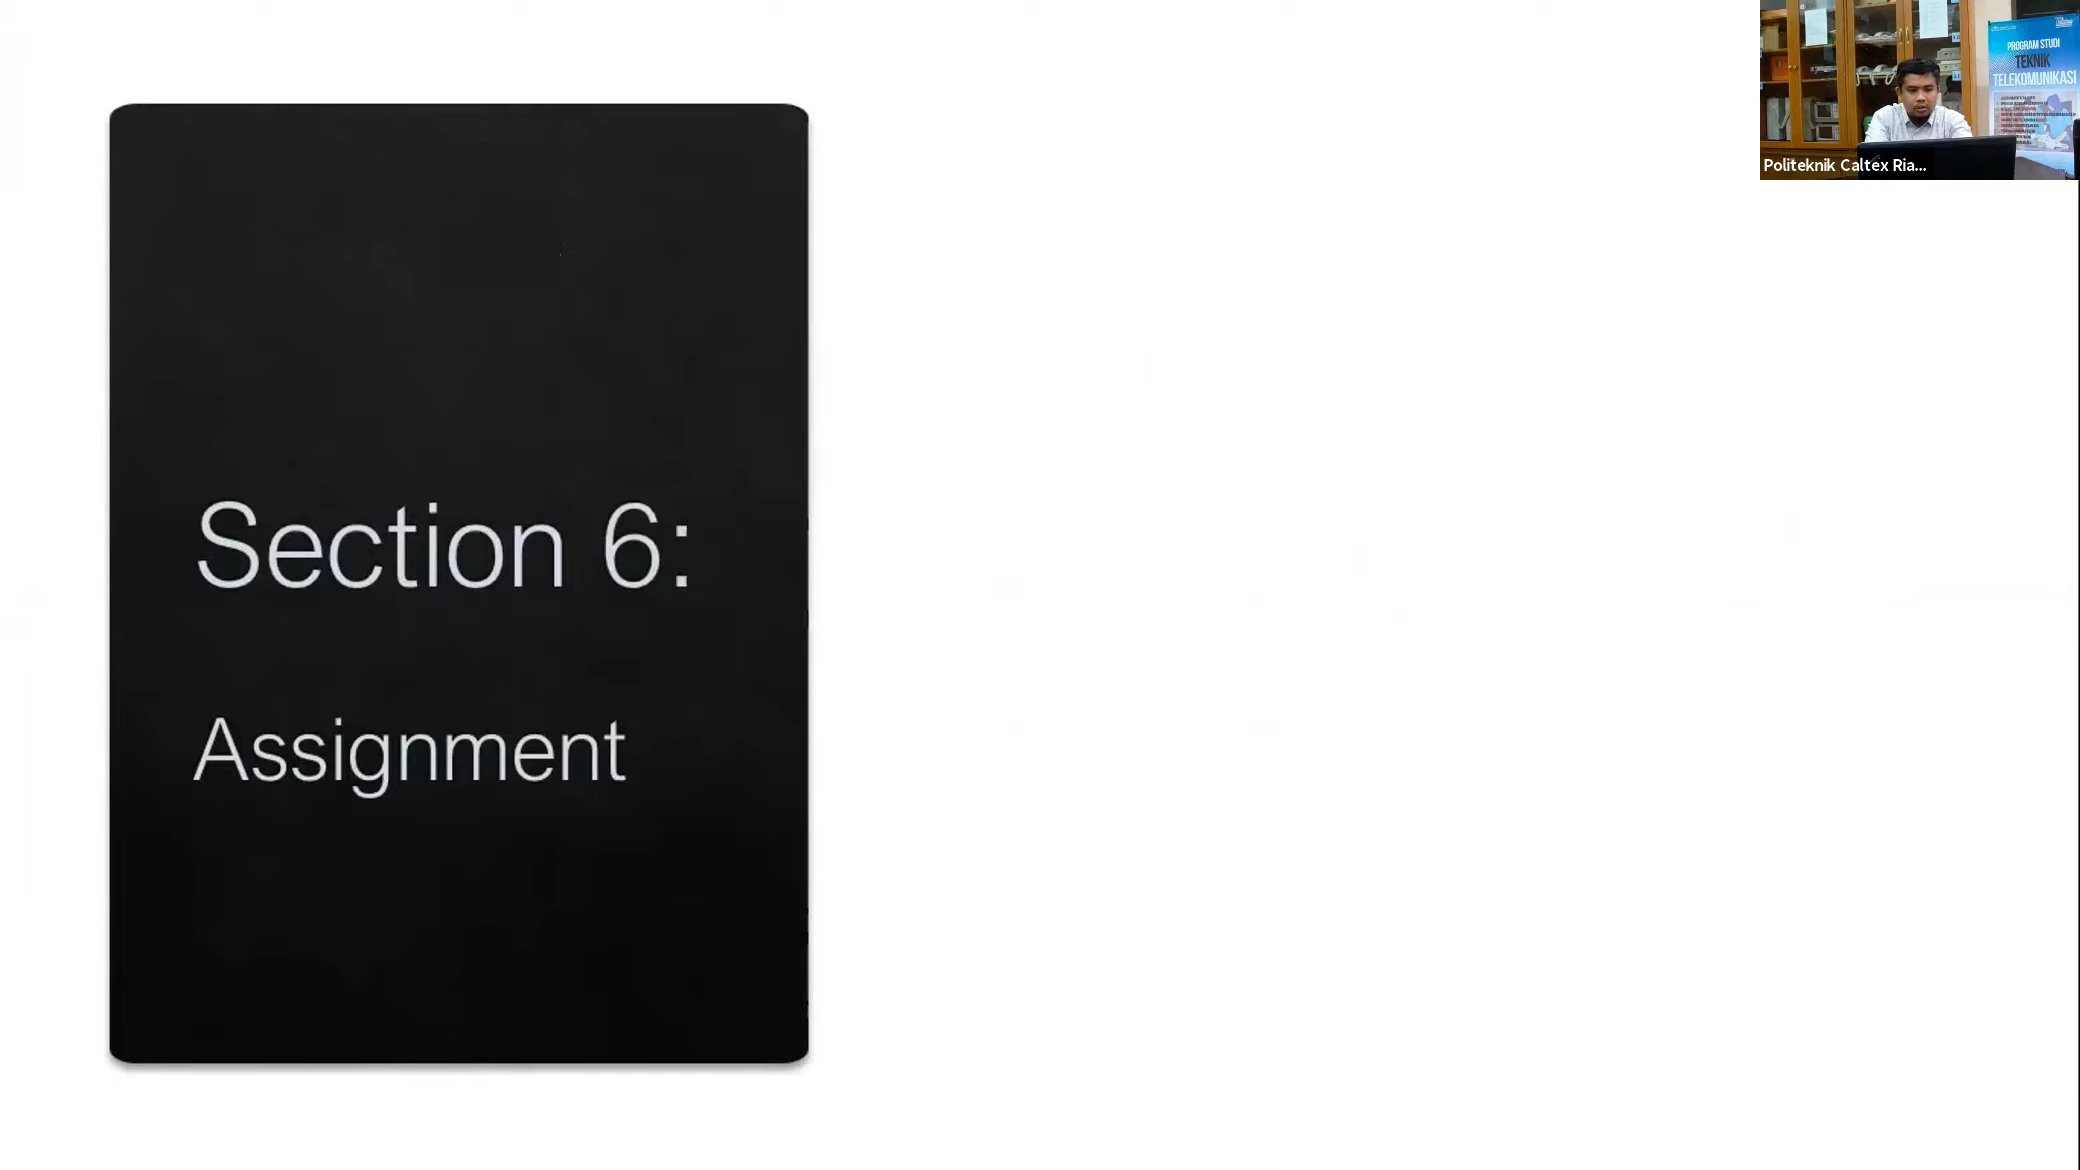 Section 6:
Assignment
PROGRAM STUDI
TEKNIK
TELEKOMUNIKASI
Politeknik Caltex Ria...